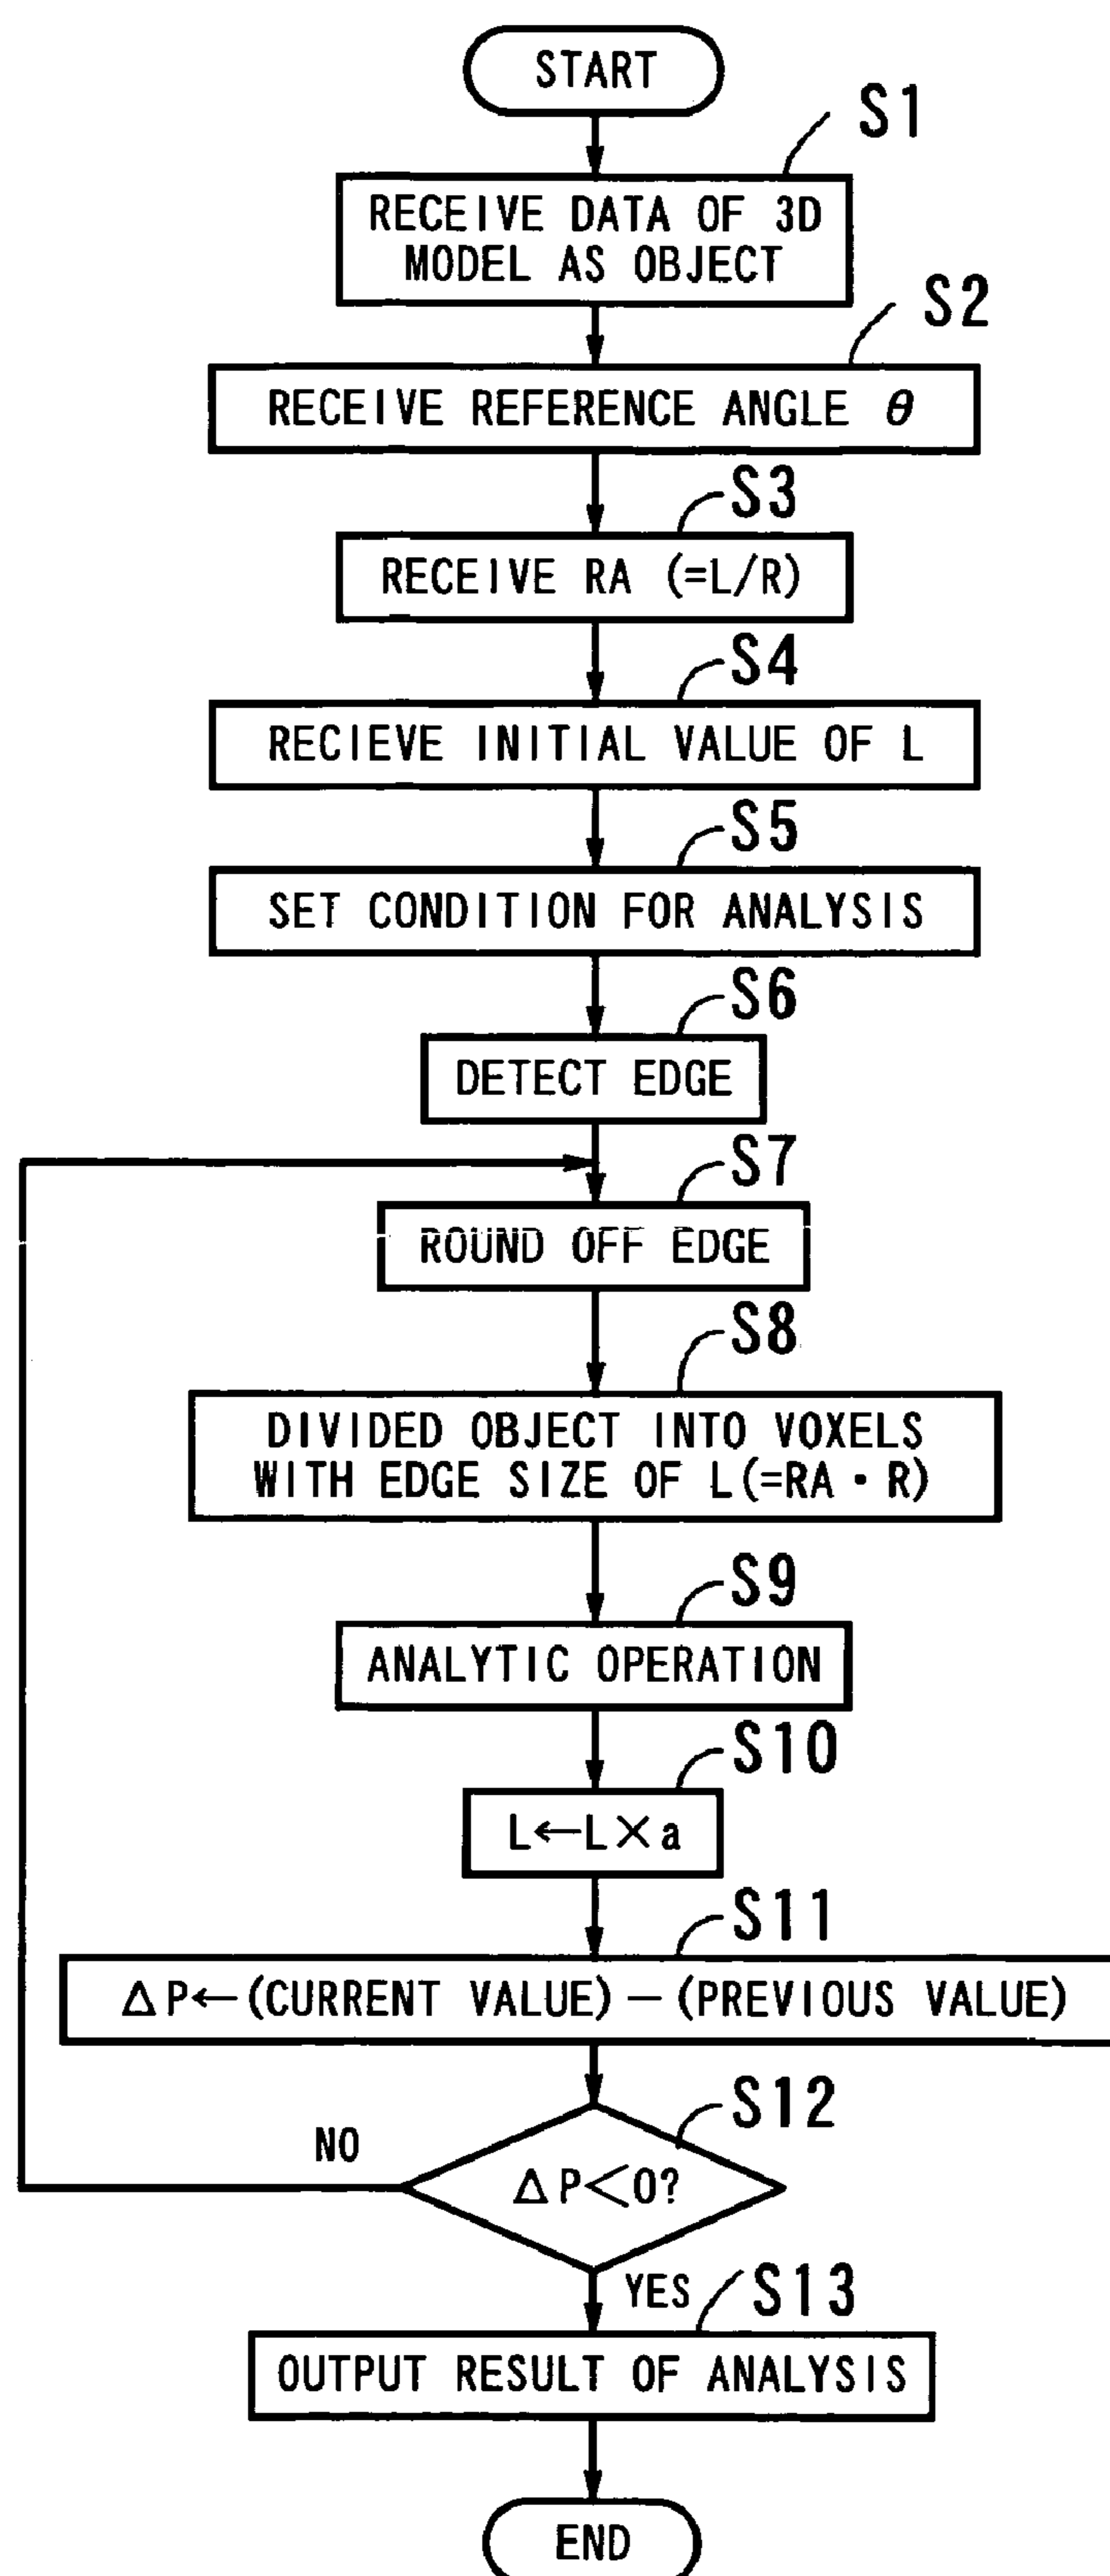 START
S1
RECEIVE DATA OF 3D
MODEL AS OBJECT
S2
RECEIVE REFERENCE ANGLE θ
S3
RECEIVE RA (=L/R)
S4
RECIEVE INITIAL VALUE OF L
S5
SET CONDITION FOR ANALYSIS
S6
DETECT EDGE
S7
ROUND OFF EDGE
S8
DIVIDED OBJECT INTO VOXELS
WITH EDGE SIZE OF L(=RA・R)
S9
ANALYTIC OPERATION
S10
L←L×a
S11
ΔP←(CURRENT VALUE)−(PREVIOUS VALUE)
S12
NO
ΔP<0?
YES
S13
OUTPUT RESULT OF ANALYSIS
END